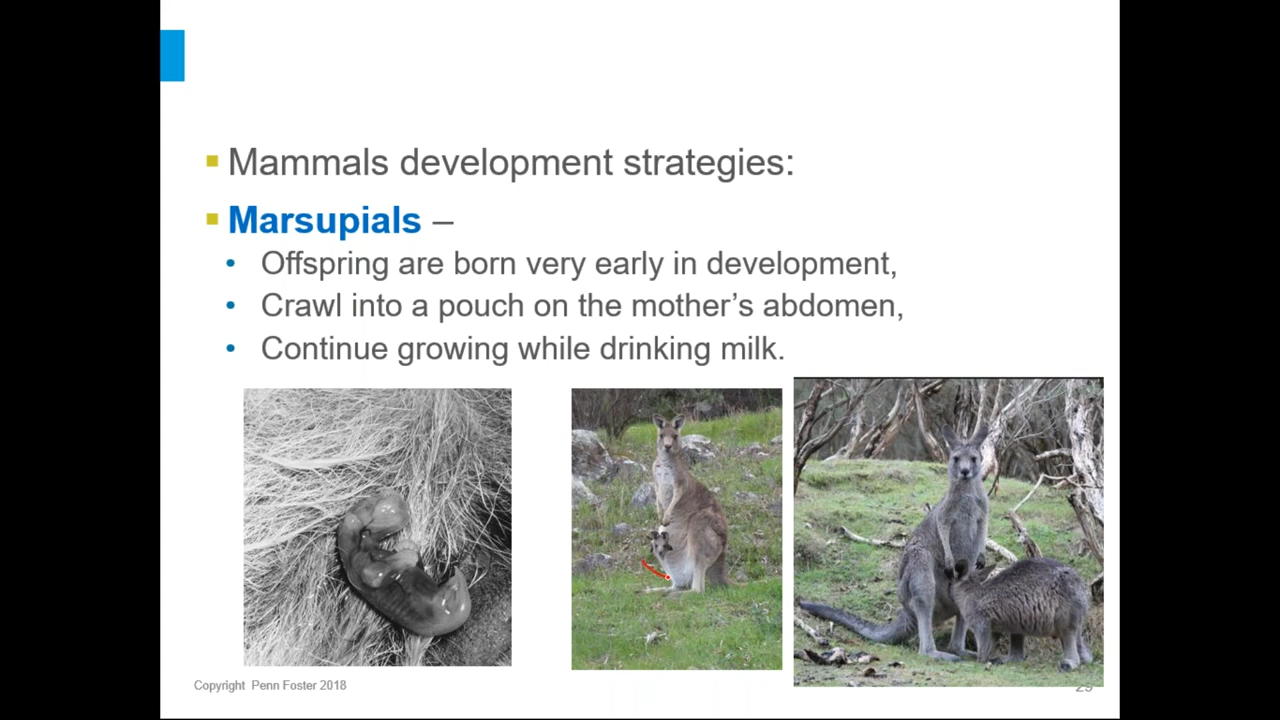 Mammals development strategies:
Marsupials –
Offspring are born very early in development,
Crawl into a pouch on the mother’s abdomen,
Continue growing while drinking milk.
Copyright Penn Foster 2018
29